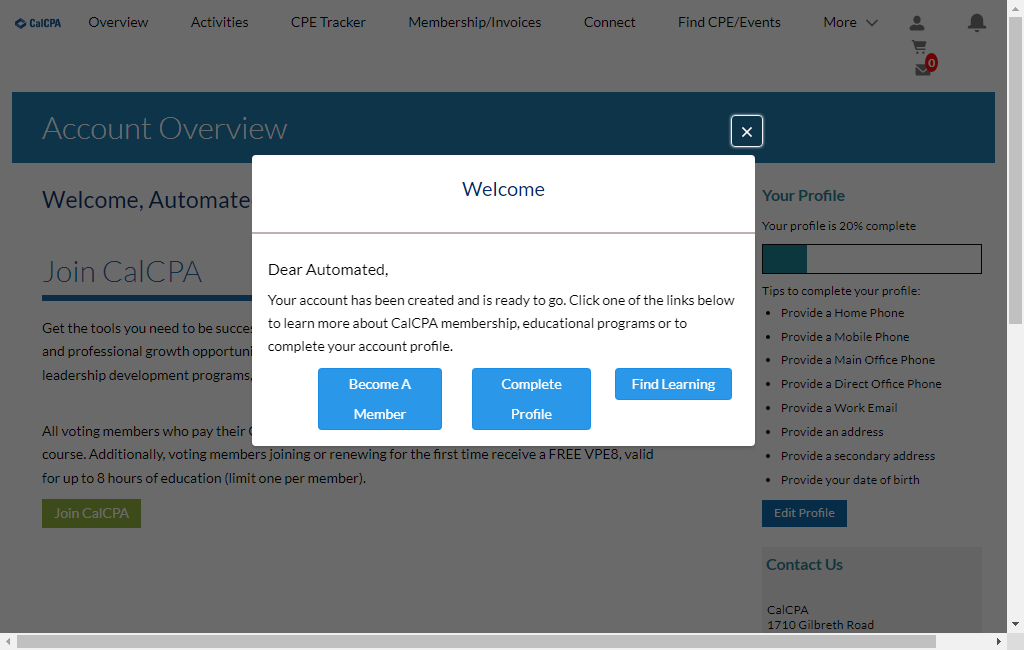 CalCPA
Overview
Activities
CPE Tracker
Membership/Invoices
Connect
Find CPE/Events
More
0
Account Overview
Welcome, Automate
Join CalCPA
Get the tools you need to be
and professional growth
leadership development programs,
All voting members who pay their
course. Additionally, voting members joining or renewing for the first time receive a FREE VPE8, valid
for up to 8 hours of education (limit one per member).
Join CalCPA
×
Welcome
Dear Automated,
Your account has been created and is ready to go. Click one of the links below
to learn more about CalCPA membership, educational programs or to
complete your account profile.
Become A
Member
Complete
Profile
Find Learning
Your Profile
Your profile is 20% complete
Tips to complete your profile:
• Provide a Home Phone
• Provide a Mobile Phone
• Provide a Main Office Phone
• Provide a Direct Office Phone
• Provide a Work Email
• Provide an address
• Provide a secondary address
• Provide your date of birth
Edit Profile
Contact Us
CalCPA
1710 Gilbreth Road